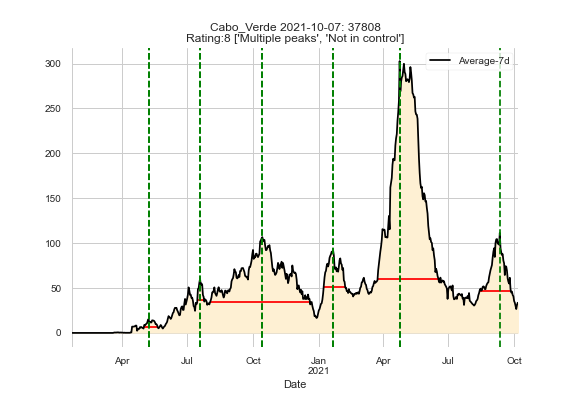 Cabo_Verde 2021-10-07: 37808
Rating:8 ['Multiple peaks', 'Not in control']
Average-7d
300
250
200
150
100
50
0
Apr Jul Oct Jan Apr Jul Oct
2021
Date